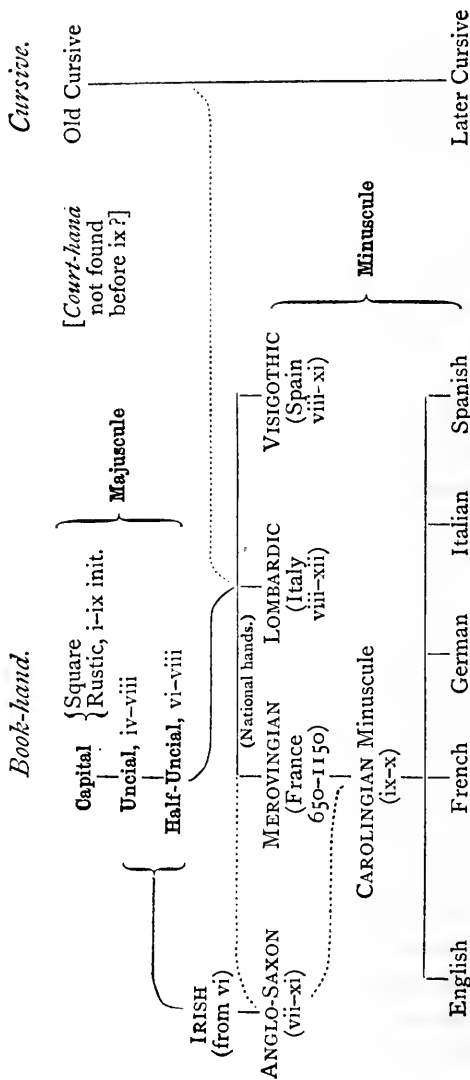 Book-hand.
Cursive.
Capital { Square
{ Rustic, i–ix init.
Uncial, iv–viii
Half-Uncial, vi–viii
Majuscule
[Court-hand
not found
before ix?]
Old Cursive
IRISH
(from vi)
(National hands.)
ANGLO-SAXON
(vii–xi)
MEROVINGIAN
(France
650–1150)
LOMBARDIC
(Italy
viii–xii)
VISIGOTHIC
(Spain
viii–xi)
Minuscule
CAROLINGIAN Minuscule
(ix–x)
English
French
German
Italian
Spanish
Later Cursive